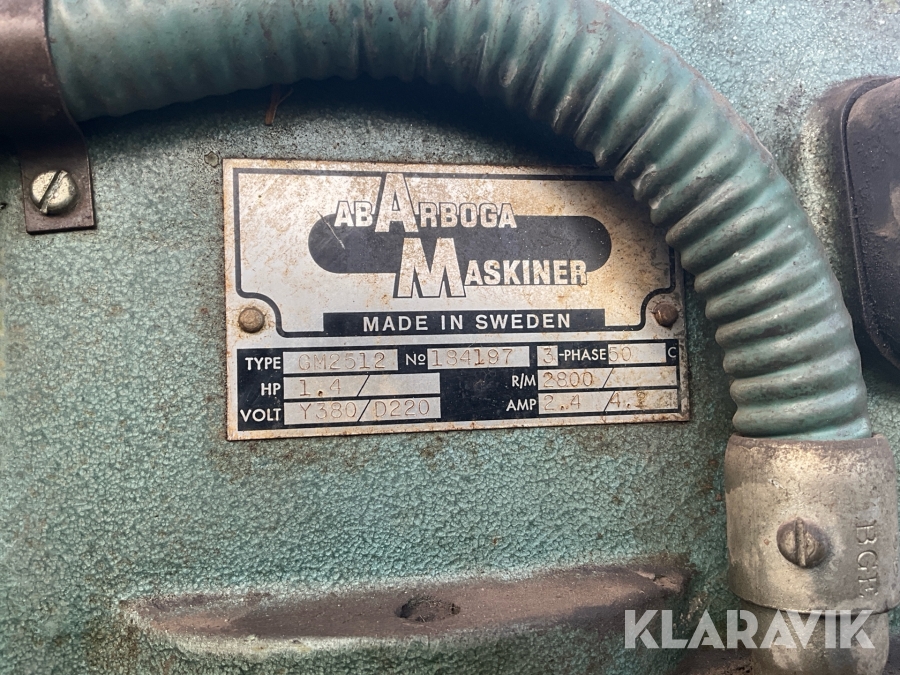 AB ARBOGA
MASKINER
MADE IN SWEDEN
TYPE GM2512 No 184197 3-PHASE 50 C
HP 1.4/ R/M 2800/
VOLT Y380/D220 AMP 2.4/
KLARAVIK